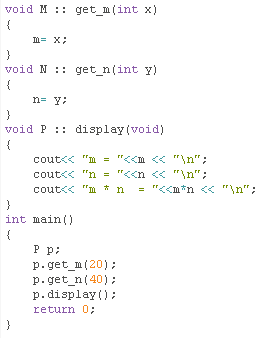 void M :: get_m(int x)
{
    m= x;
}
void N :: get_n(int y)
{
    n= y;
}
void P :: display(void)
{
    cout<< "m = "<<m << "\n";
    cout<< "n = "<<n << "\n";
    cout<< "m * n  = "<<m*n << "\n";
}
int main()
{
    P p;
    p.get_m(20);
    p.get_n(40);
    p.display();
    return 0;
}